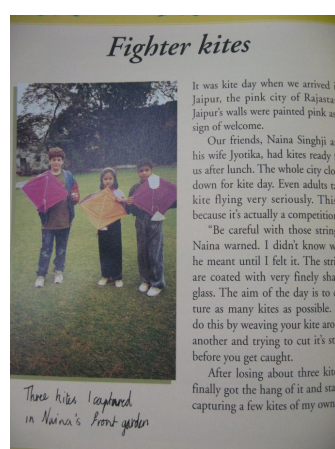 Fighter kites
It was kite day when we arrived i
Jaipur, the pink city of Rajasta
Jaipur's walls were painted pink as
sign of welcome.
Our friends, Naina Singhji a
his wife Jyotika, had kites ready
us after lunch. The whole city clo
down for kite day. Even adults ta
kite flying very seriously. This
because it's actually a competition
"Be careful with those string
Naina warned. I didn't know w
he meant until I felt it. The stri
are coated with very finely sha
glass. The aim of the day is to c
ture as many kites as possible.
do this by weaving your kite aro
another and trying to cut it's st
before you get caught.
After losing about three kite
finally got the hang of it and sta
capturing a few kites of my own
Three kites I captured
in Naina's front garden